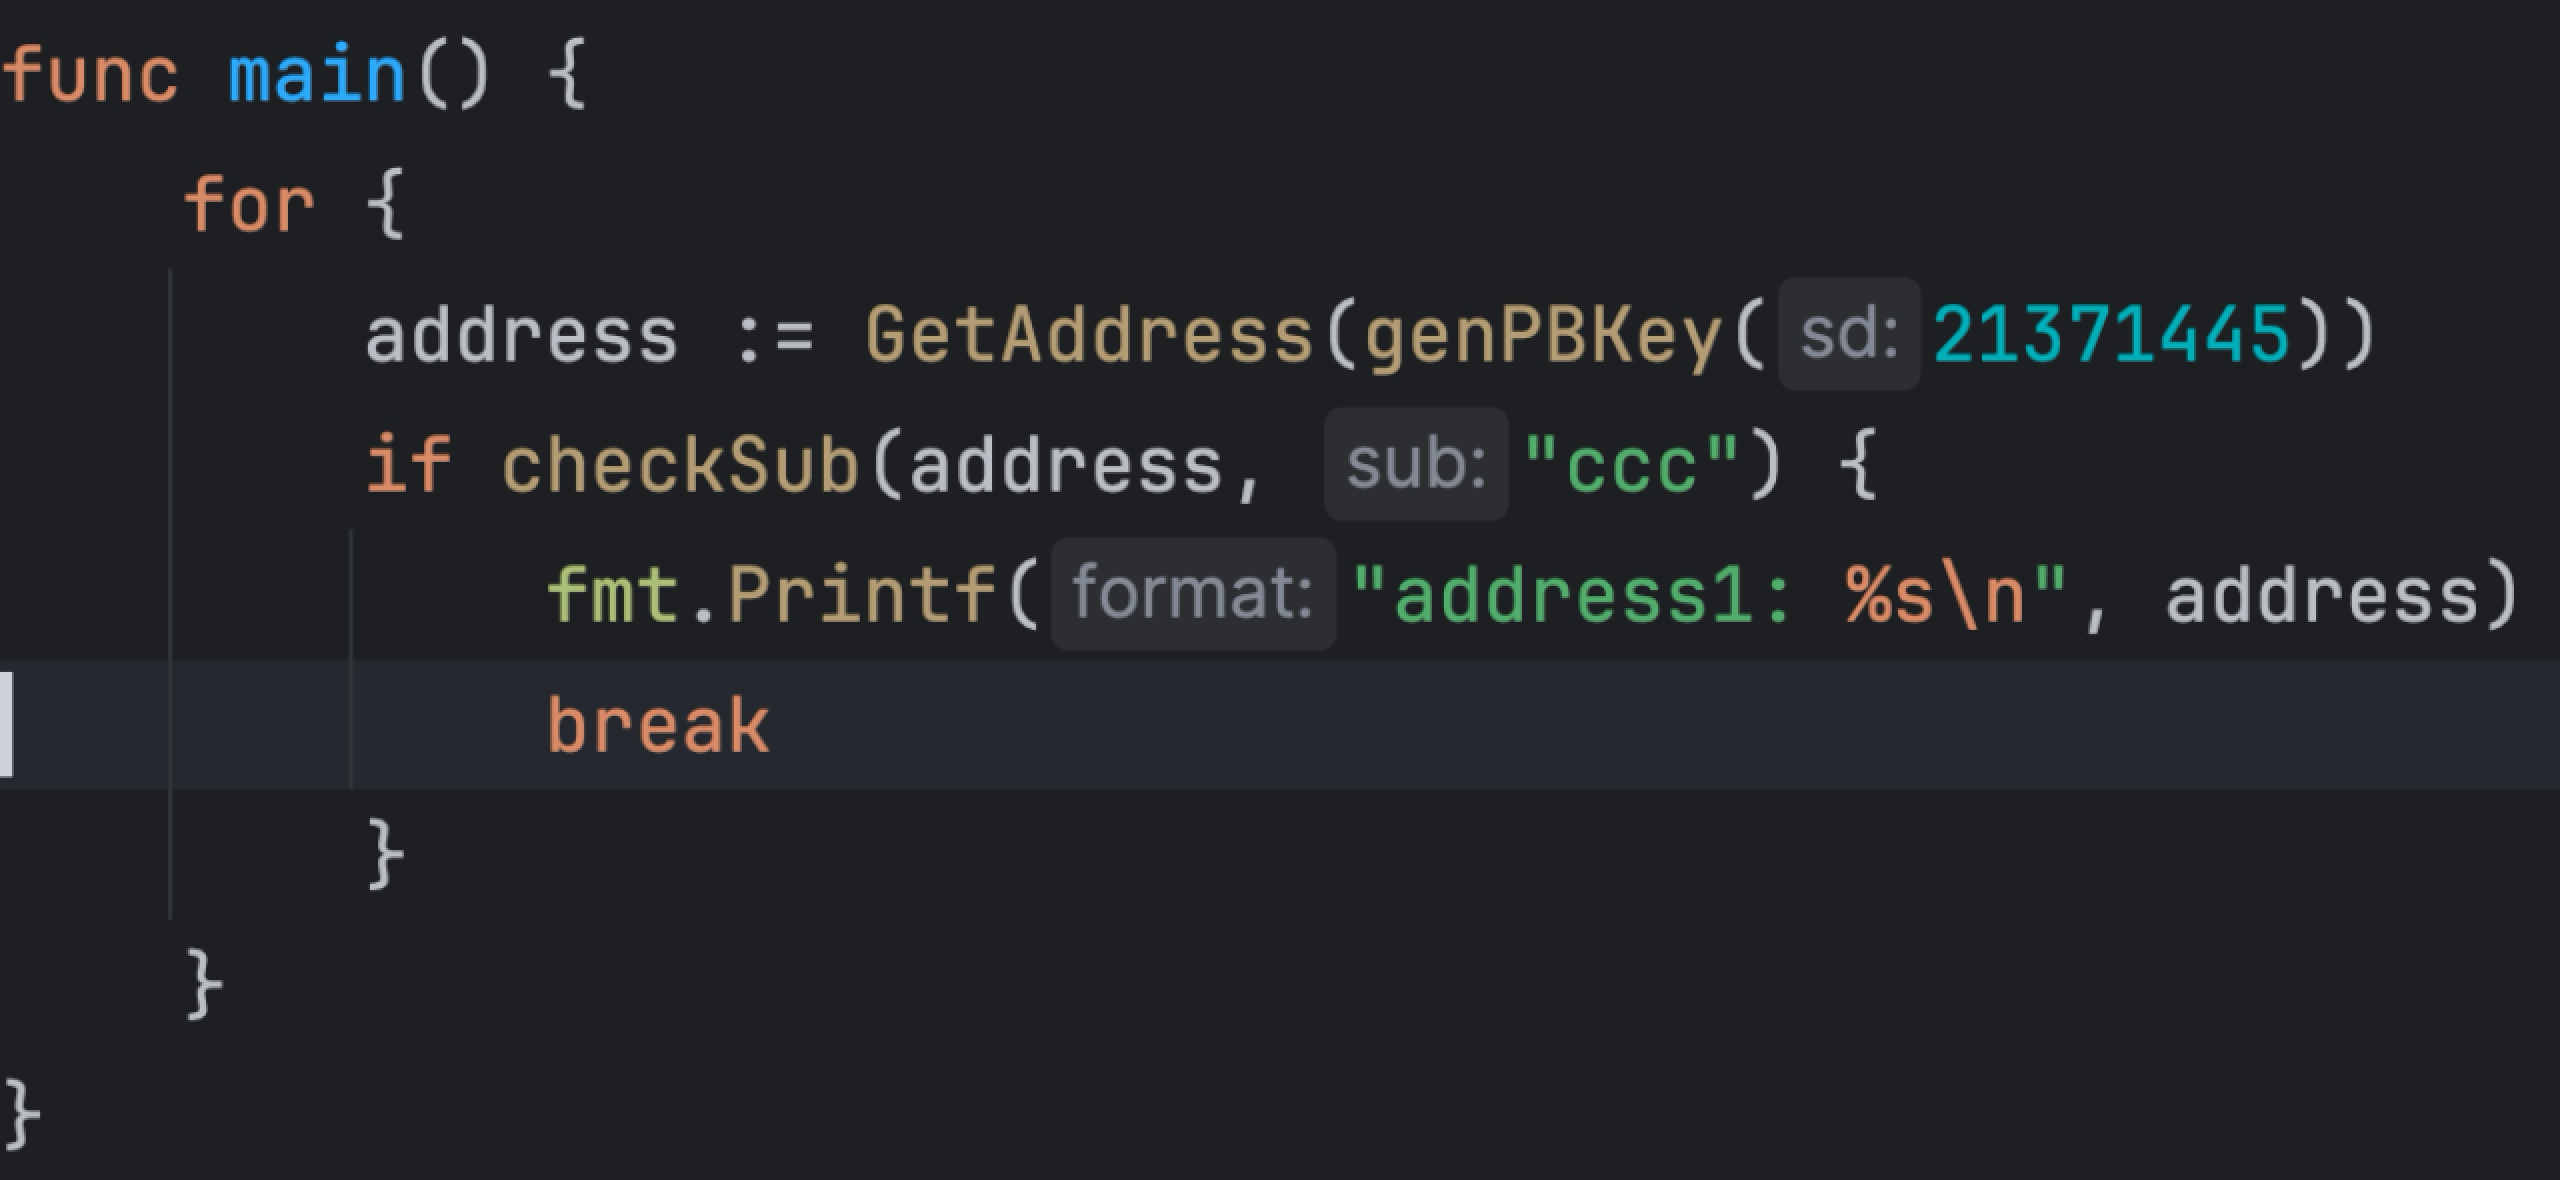 func main() {
for {
address := GetAddress(genPBKey( sd: 21371445))
if checkSub(address, sub: "ccc") {
fmt.Printf( format: "address1: %s\n", address)
break
}
}
}